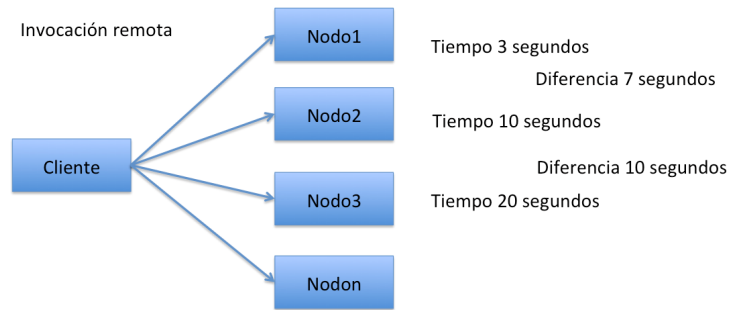 Invocación remota
Nodo1
Tiempo 3 segundos
Diferencia 7 segundos
Nodo2
Tiempo 10 segundos
Cliente
Diferencia 10 segundos
Nodo3
Tiempo 20 segundos
Nodon